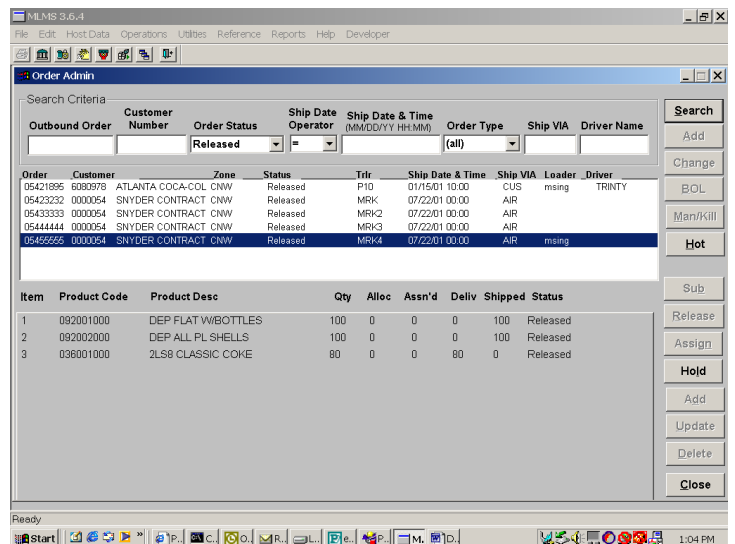 MLMS 3.6.4
File Edit Host Data Operations Utilities Reference Reports Help Developer
Order Admin
Search Criteria
Outbound Order Customer Number Order Status Ship Date Operator Ship Date & Time (MM/DD/YY HH:MM) Order Type Ship VIA Driver Name
Released = (all)
Search
Add
Change
BOL
Man/Kill
Hot
Order Customer Zone Status Trlr Ship Date & Time Ship VIA Loader Driver
05421895 6080978 ATLANTA COCA-COL CNW Released P10 01/15/01 10:00 CUS msing TRINTY
05423232 0000054 SNYDER CONTRACT CNW Released MRK 07/22/01 00:00 AIR
05433333 0000054 SNYDER CONTRACT CNW Released MRK2 07/22/01 00:00 AIR
05444444 0000054 SNYDER CONTRACT CNW Released MRK3 07/22/01 00:00 AIR
05455555 0000054 SNYDER CONTRACT CNW Released MRK4 07/22/01 00:00 AIR msing
Item Product Code Product Desc Qty Alloc Assn'd Deliv Shipped Status
1 092001000 DEP FLAT W/BOTTLES 100 0 0 0 100 Released
2 092002000 DEP ALL PL SHELLS 100 0 0 0 100 Released
3 036001000 2LS8 CLASSIC COKE 80 0 0 80 0 Released
Sub
Release
Assign
Hold
Add
Update
Delete
Close
Ready
Start P.. C.. O.. R.. L.. e.. P.. M. D.. 1:04 PM